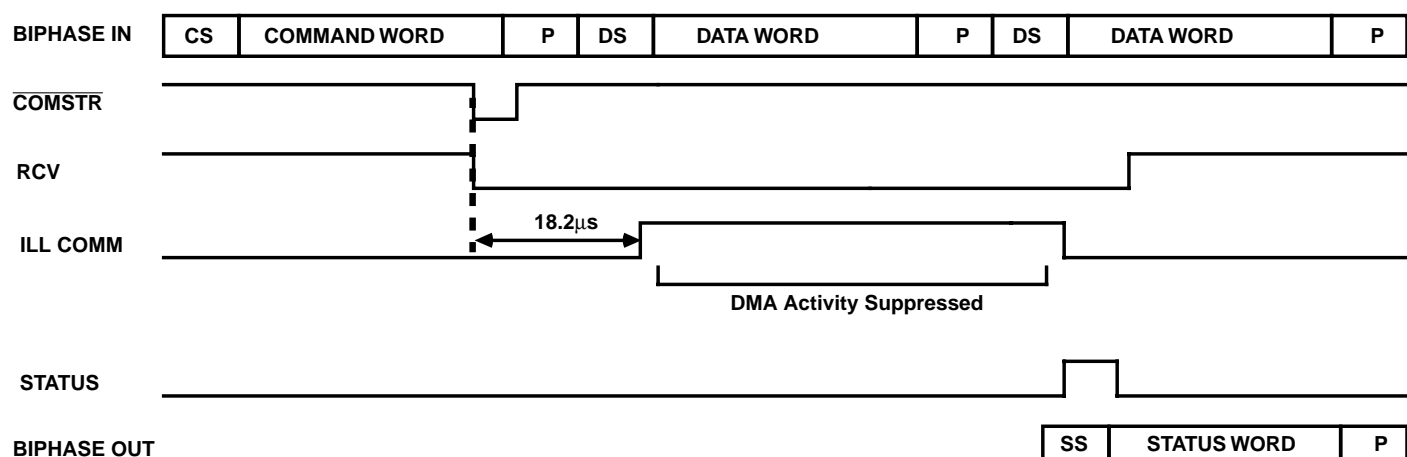 BIPHASE IN CS COMMAND WORD P DS DATA WORD P DS DATA WORD P
COMSTR
RCV
18.2µs
ILL COMM
DMA Activity Suppressed
STATUS
BIPHASE OUT SS STATUS WORD P